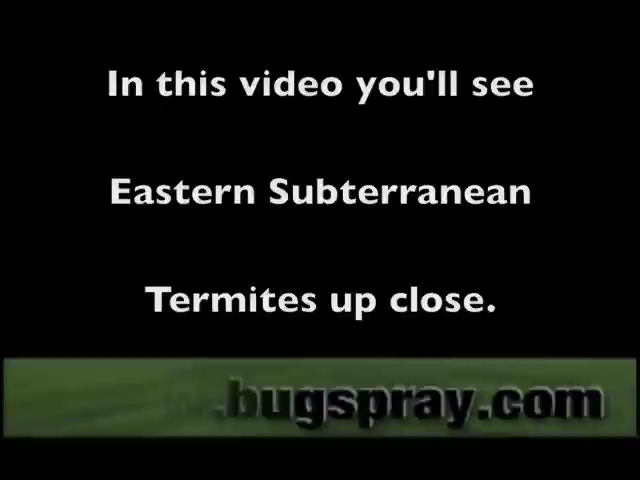 In this video you'll see
Eastern Subterranean
Termites up close.
.bugspray.com